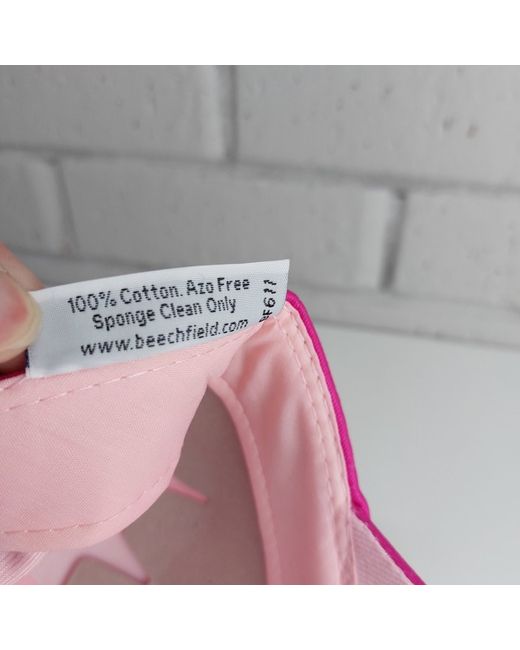 100% Cotton. Azo Free
Sponge Clean Only
www.beechfield.com